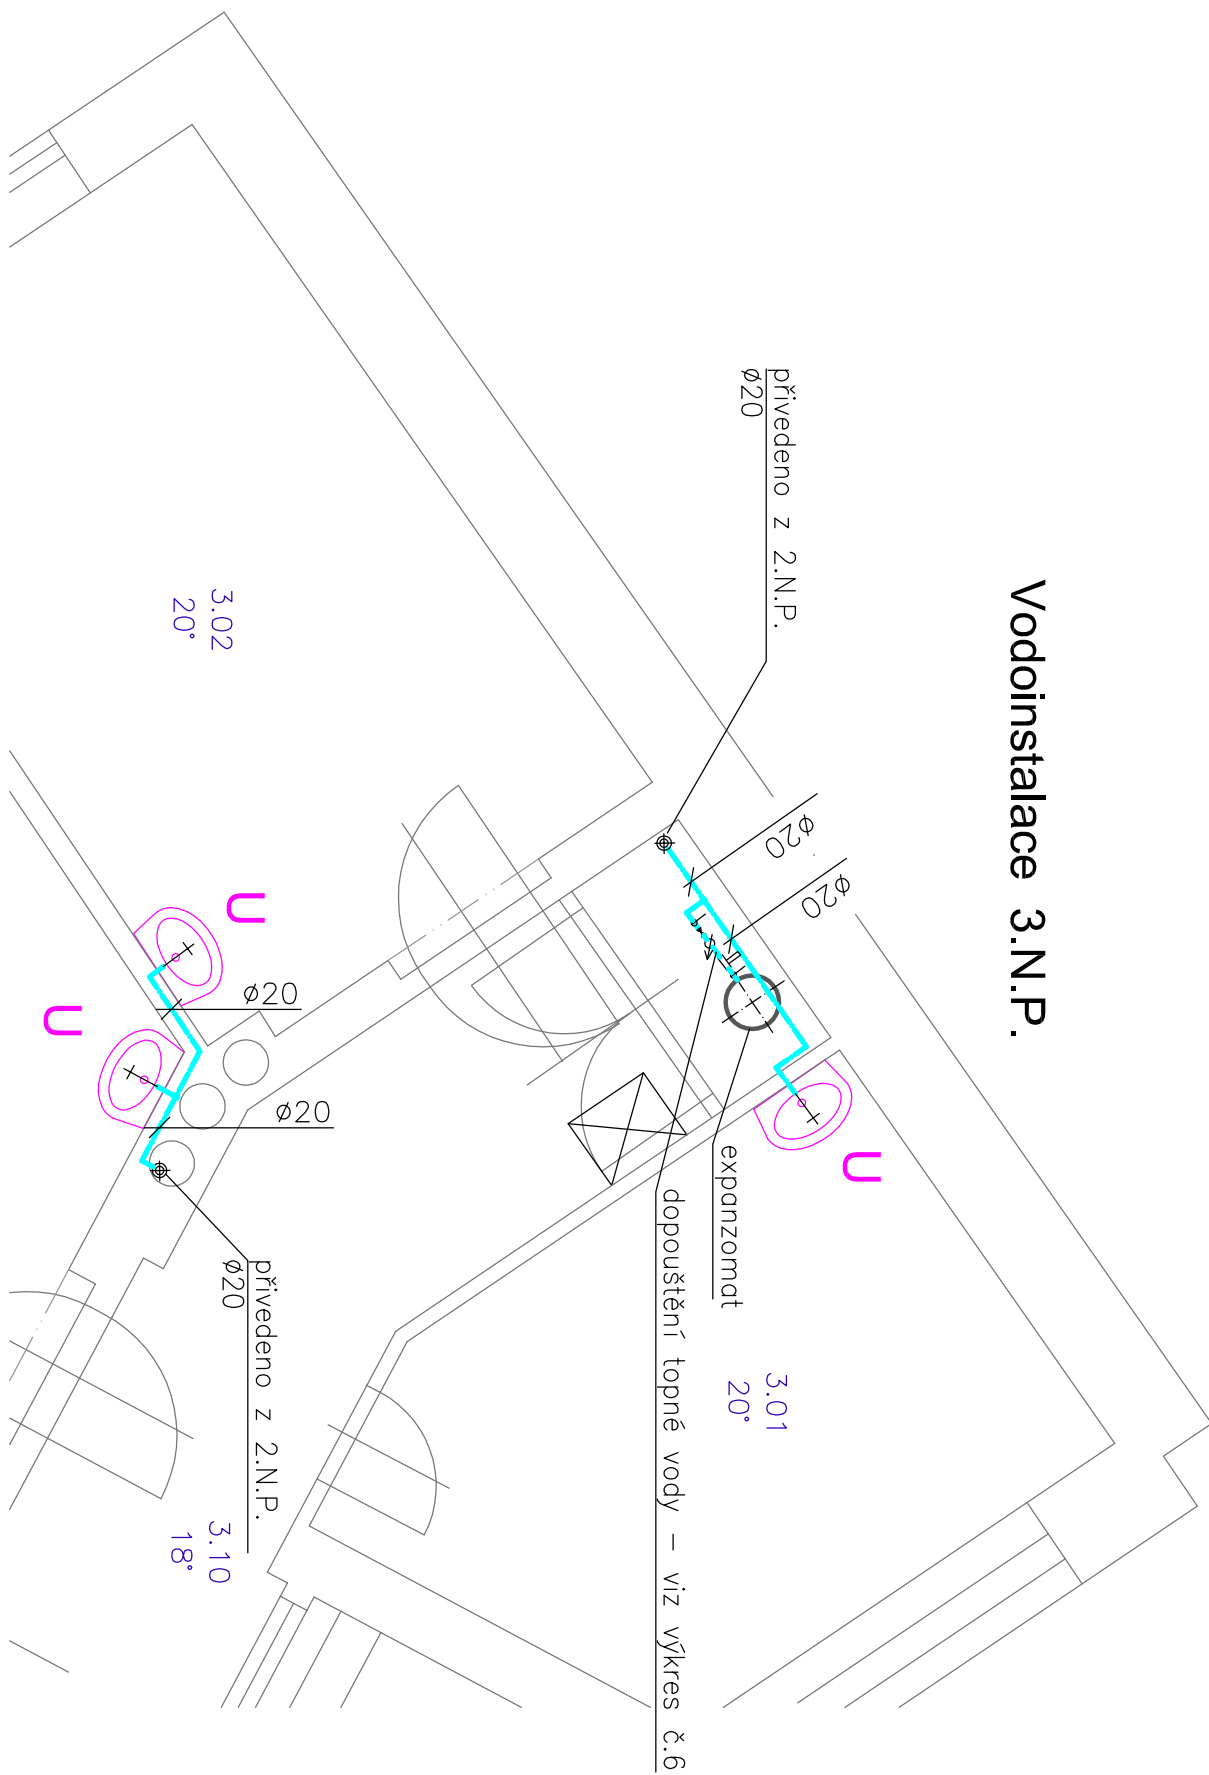 Vodoinstalace 3.N.P.
přivedeno z 2.N.P.
ø20
ø20
ø20
3.02
20°
U
U
ø20
ø20
U
expanzomat
dopouštění topné vody – viz výkres č.6
přivedeno z 2.N.P.
ø20
3.01
20°
3.10
18°